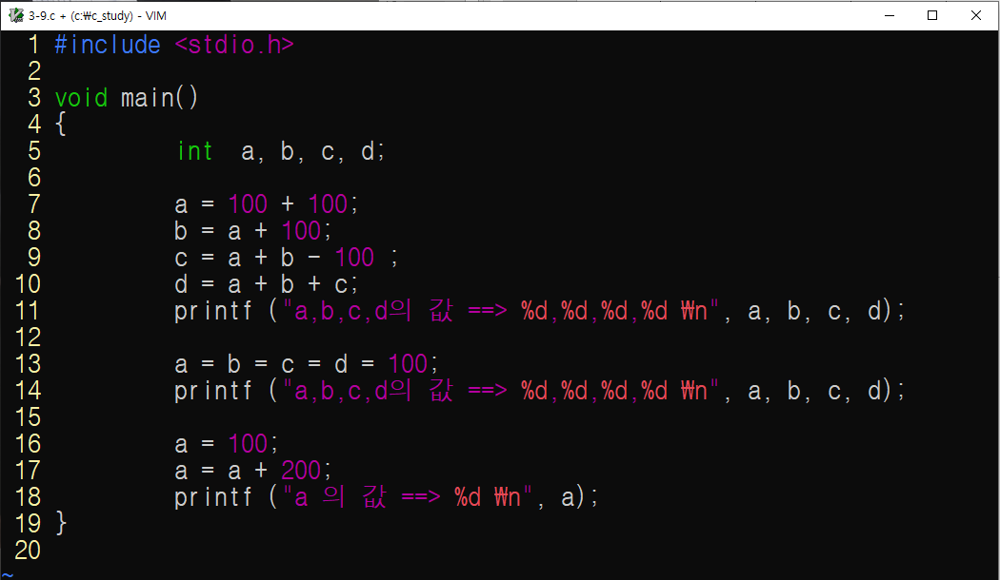 3-9.c + (c:₩c_study) - VIM
1 #include <stdio.h>
2
3 void main()
4 {
5 int  a, b, c, d;
6
7 a = 100 + 100;
8 b = a + 100;
9 c = a + b - 100 ;
10 d = a + b + c;
11 printf ("a,b,c,d의 값 ==> %d,%d,%d,%d ₩n", a, b, c, d);
12
13 a = b = c = d = 100;
14 printf ("a,b,c,d의 값 ==> %d,%d,%d,%d ₩n", a, b, c, d);
15
16 a = 100;
17 a = a + 200;
18 printf ("a 의 값 ==> %d ₩n", a);
19 }
20
~